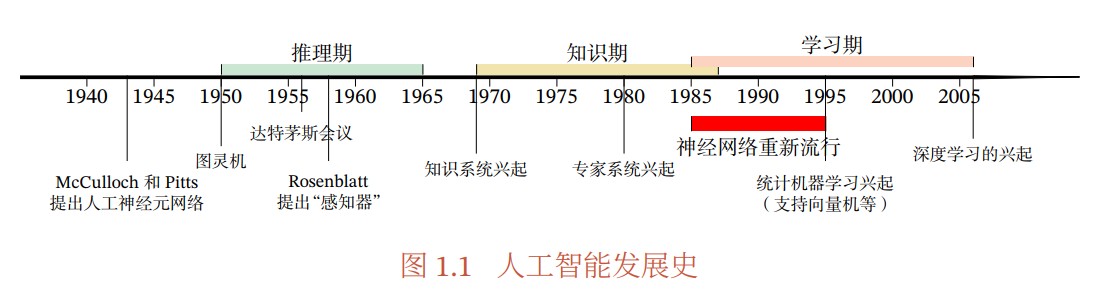 推理期
知识期
学习期
1940 1945 1950 1955 1960 1965 1970 1975 1980 1985 1990 1995 2000 2005
达特茅斯会议
图灵机
神经网络重新流行
知识系统兴起
专家系统兴起
深度学习的兴起
McCulloch 和 Pitts
提出人工神经元网络
Rosenblatt
提出“感知器”
统计机器学习兴起
（支持向量机等）
图 1.1 人工智能发展史